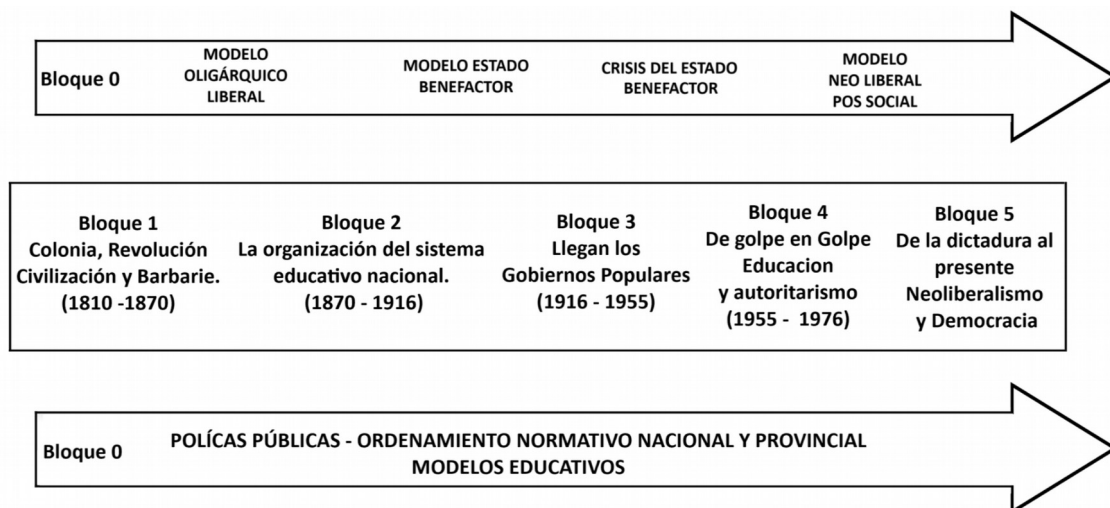 Bloque 0
MODELO
OLIGÁRQUICO
LIBERAL
MODELO ESTADO
BENEFACTOR
CRISIS DEL ESTADO
BENEFACTOR
MODELO
NEO LIBERAL
POS SOCIAL
Bloque 1
Colonia, Revolución
Civilización y Barbarie.
(1810 -1870)
Bloque 2
La organización del sistema
educativo nacional.
(1870 - 1916)
Bloque 3
Llegan los
Gobiernos Populares
(1916 - 1955)
Bloque 4
De golpe en Golpe
Educacion
y autoritarismo
(1955 - 1976)
Bloque 5
De la dictadura al
presente
Neoliberalismo
y Democracia
Bloque 0
POLÍCAS PÚBLICAS - ORDENAMIENTO NORMATIVO NACIONAL Y PROVINCIAL
MODELOS EDUCATIVOS